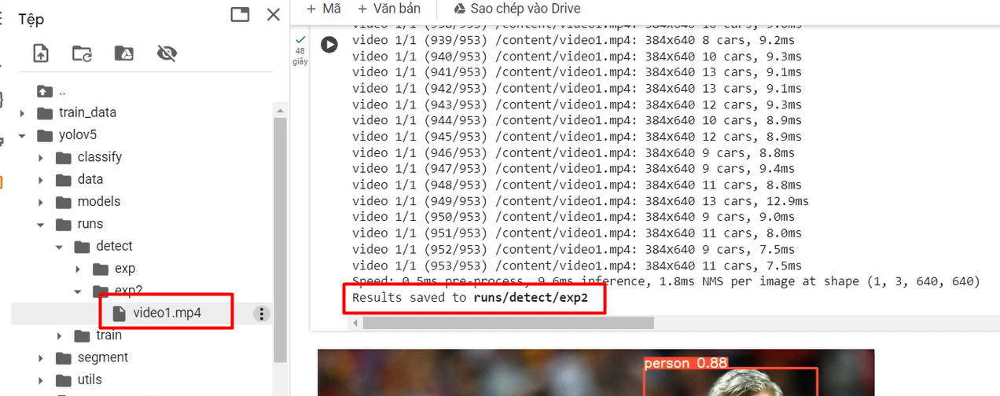 Tệp
..
train_data
yolov5
classify
data
models
runs
detect
exp
exp2
video1.mp4
train
segment
utils
+ Mã + Văn bản Sao chép vào Drive
48
giây
video 1/1 (939/953) /content/video1.mp4: 384x640 8 cars, 9.2ms
video 1/1 (940/953) /content/video1.mp4: 384x640 10 cars, 9.3ms
video 1/1 (941/953) /content/video1.mp4: 384x640 13 cars, 9.1ms
video 1/1 (942/953) /content/video1.mp4: 384x640 13 cars, 9.1ms
video 1/1 (943/953) /content/video1.mp4: 384x640 12 cars, 9.3ms
video 1/1 (944/953) /content/video1.mp4: 384x640 10 cars, 8.9ms
video 1/1 (945/953) /content/video1.mp4: 384x640 12 cars, 8.9ms
video 1/1 (946/953) /content/video1.mp4: 384x640 9 cars, 8.8ms
video 1/1 (947/953) /content/video1.mp4: 384x640 9 cars, 9.4ms
video 1/1 (948/953) /content/video1.mp4: 384x640 11 cars, 8.8ms
video 1/1 (949/953) /content/video1.mp4: 384x640 13 cars, 12.9ms
video 1/1 (950/953) /content/video1.mp4: 384x640 9 cars, 9.0ms
video 1/1 (951/953) /content/video1.mp4: 384x640 11 cars, 8.0ms
video 1/1 (952/953) /content/video1.mp4: 384x640 9 cars, 7.5ms
video 1/1 (953/953) /content/video1.mp4: 384x640 11 cars, 7.5ms
Speed: 0.5ms pre-process, 9.6ms inference, 1.8ms NMS per image at shape (1, 3, 640, 640)
Results saved to runs/detect/exp2
person 0.88